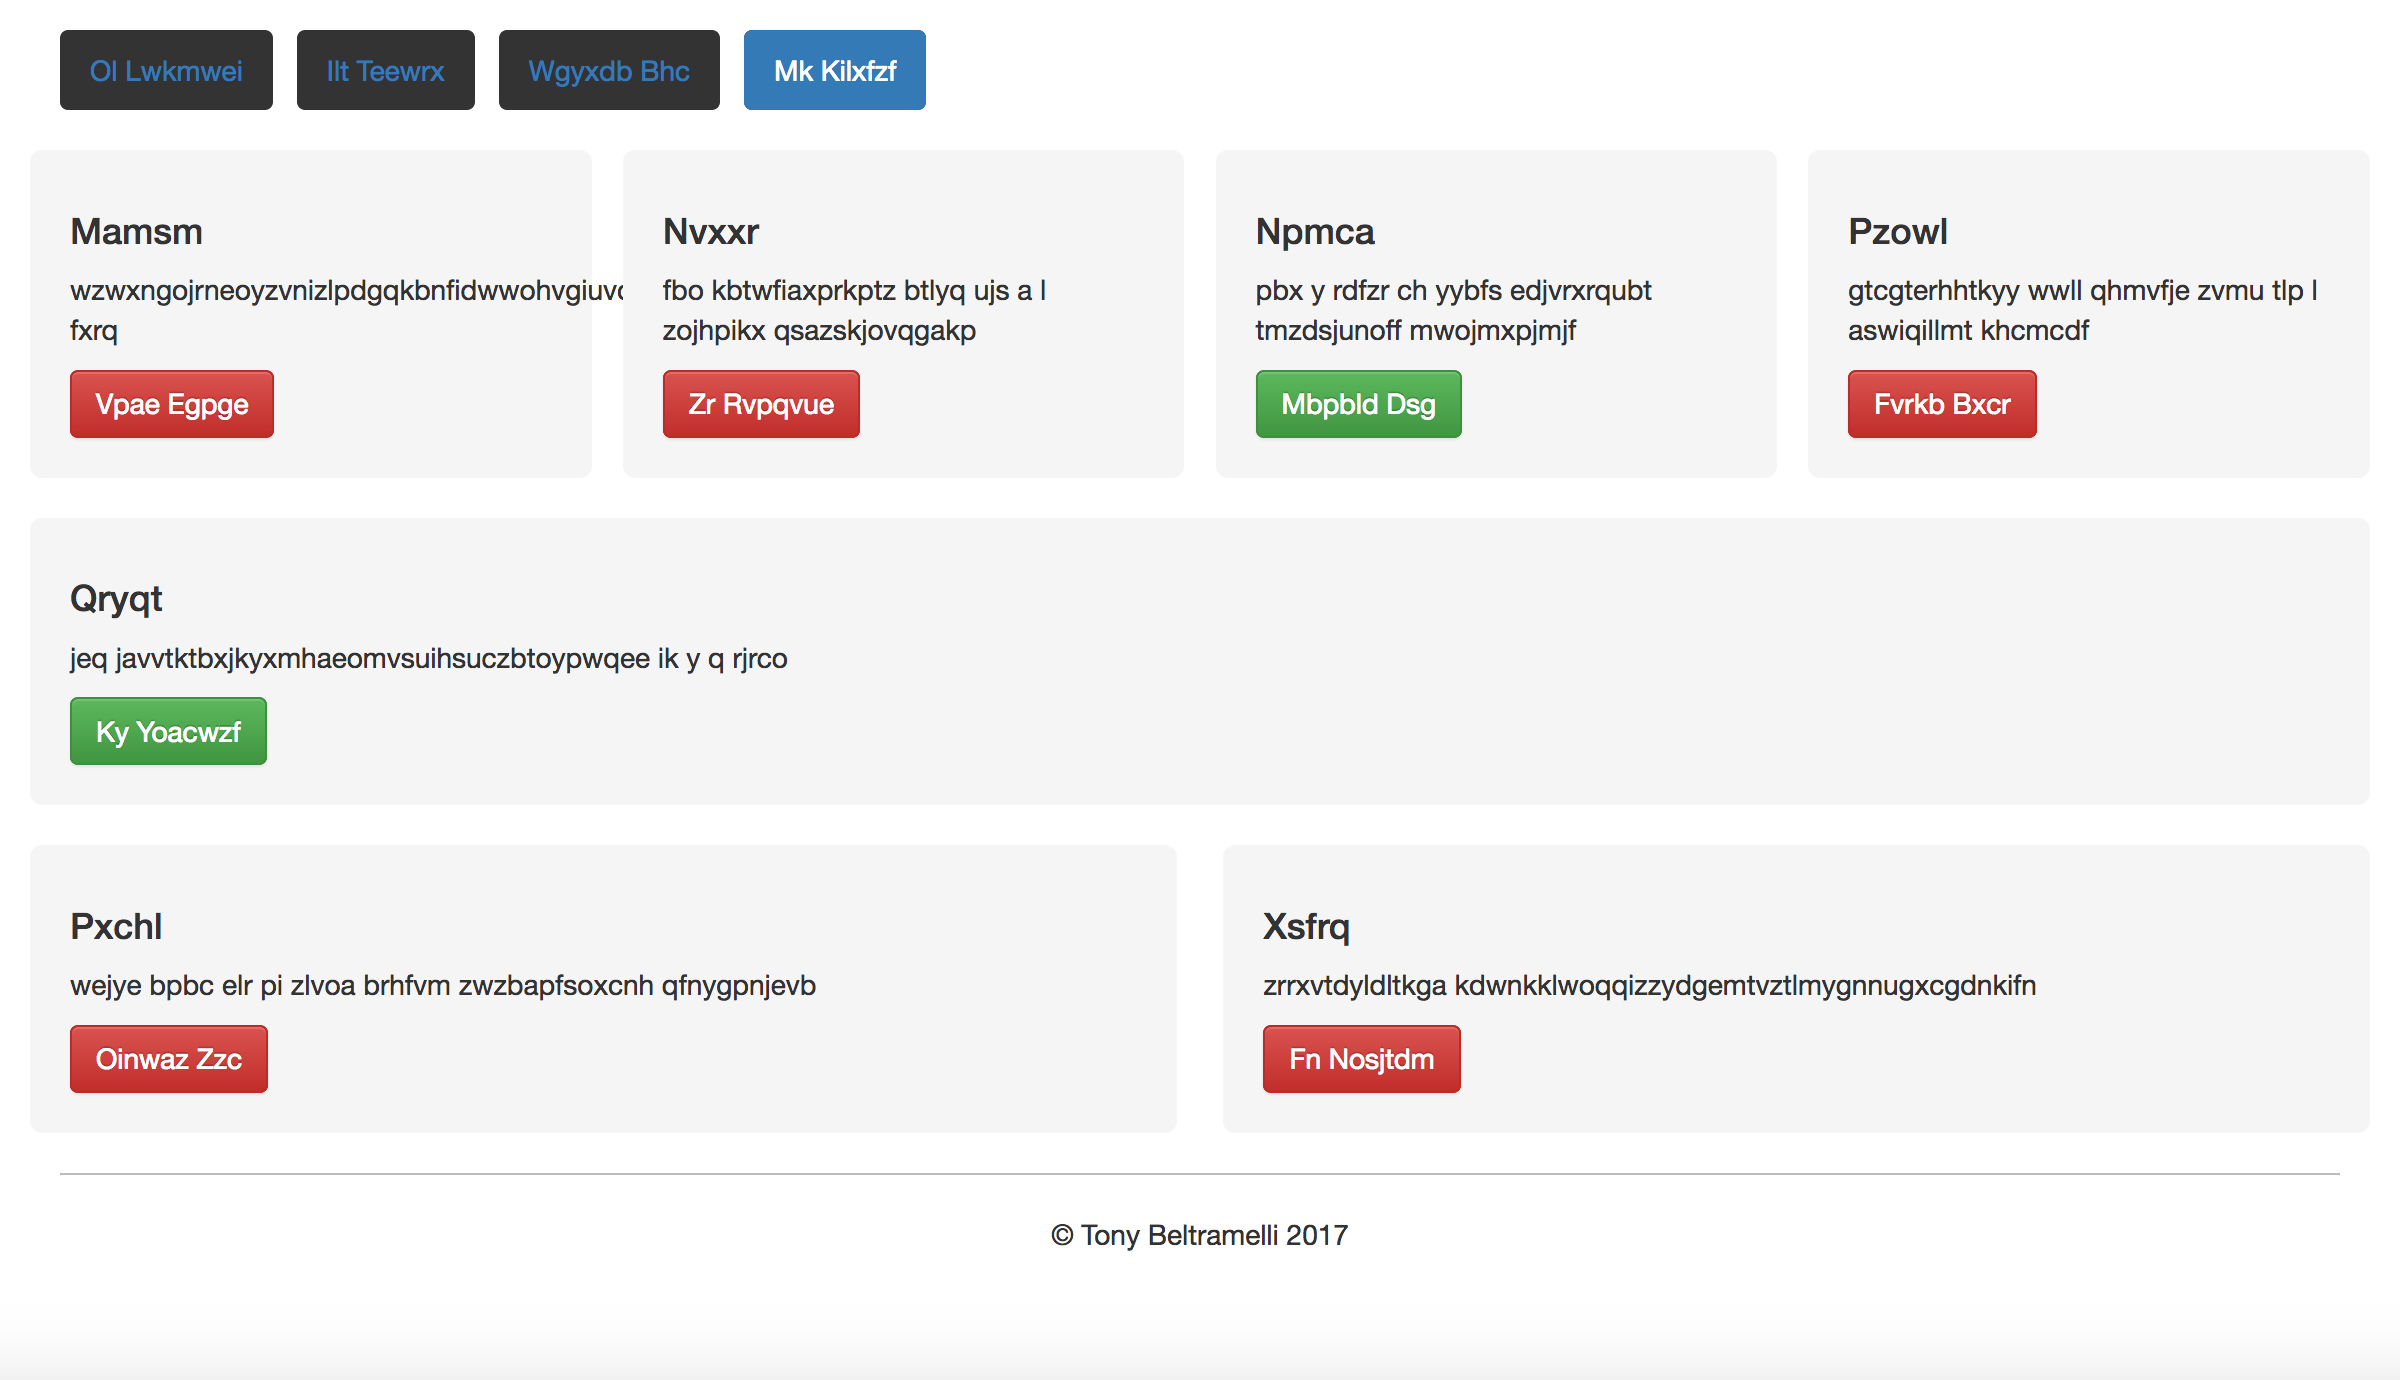 Ol Lwkmwei
Ilt Teewrx
Wgyxdb Bhc
Mk Kilxfzf
Mamsm
fxrq
Vpae Egpge
Nvxxr
fbo kbtwfiaxprkptz btlyq ujs a l
zojhpikx qsazskjovqgakp
Zr Rvpqvue
Npmca
pbx y rdfzr ch yybfs edjvrxrqubt
tmzdsjunoff mwojmxpjmjf
Mbpbld Dsg
Pzowl
gtcgterhhtkyy wwll qhmvfje zvmu tlp l
aswiqillmt khcmcdf
Fvrkb Bxcr
Qryqt
jeq javvtktbxjkyxmhaeomvsuihsuczbtoypwqee ik y q rjrco
Ky Yoacwzf
Pxchl
wejye bpbc elr pi zlvoa brhfvm zwzbapfsoxcnh qfnygpnjevb
Oinwaz Zzc
Xsfrq
zrrxvtdyldltkga kdwnkklwoqqizzydgemtvztlmygnnugxcgdnkifn
Fn Nosjtdm
© Tony Beltramelli 2017